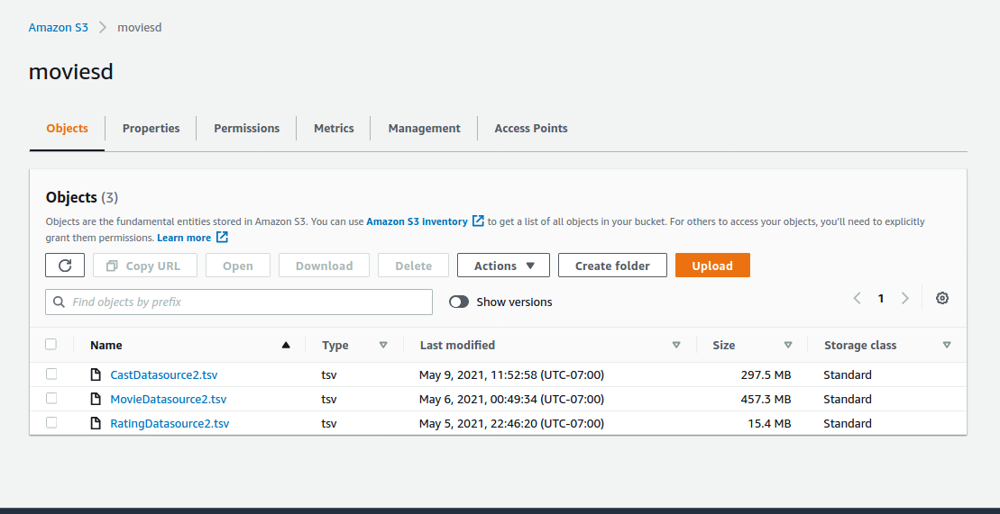 Amazon S3 > moviesd
moviesd
Objects Properties Permissions Metrics Management Access Points
Objects (3)
Objects are the fundamental entities stored in Amazon S3. You can use Amazon S3 inventory to get a list of all objects in your bucket. For others to access your objects, you'll need to explicitly
grant them permissions. Learn more
Copy URL Open Download Delete Actions Create folder Upload
Find objects by prefix Show versions 1
Name Type Last modified Size Storage class
CastDatasource2.tsv tsv May 9, 2021, 11:52:58 (UTC-07:00) 297.5 MB Standard
MovieDatasource2.tsv tsv May 6, 2021, 00:49:34 (UTC-07:00) 457.3 MB Standard
RatingDatasource2.tsv tsv May 5, 2021, 22:46:20 (UTC-07:00) 15.4 MB Standard